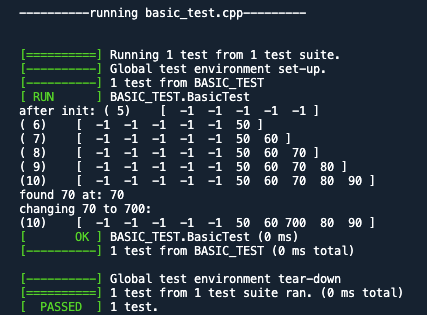 ----------running basic_test.cpp---------
[==========] Running 1 test from 1 test suite.
[----------] Global test environment set-up.
[----------] 1 test from BASIC_TEST
[ RUN      ] BASIC_TEST.BasicTest
after init: ( 5)    [  -1  -1  -1  -1  -1 ]
( 6)    [  -1  -1  -1  -1  -1  50 ]
( 7)    [  -1  -1  -1  -1  -1  50  60 ]
( 8)    [  -1  -1  -1  -1  -1  50  60  70 ]
( 9)    [  -1  -1  -1  -1  -1  50  60  70  80 ]
(10)    [  -1  -1  -1  -1  -1  50  60  70  80  90 ]
found 70 at: 70
changing 70 to 700:
(10)    [  -1  -1  -1  -1  -1  50  60 700  80  90 ]
[       OK ] BASIC_TEST.BasicTest (0 ms)
[----------] 1 test from BASIC_TEST (0 ms total)
[----------] Global test environment tear-down
[==========] 1 test from 1 test suite ran. (0 ms total)
[  PASSED  ] 1 test.